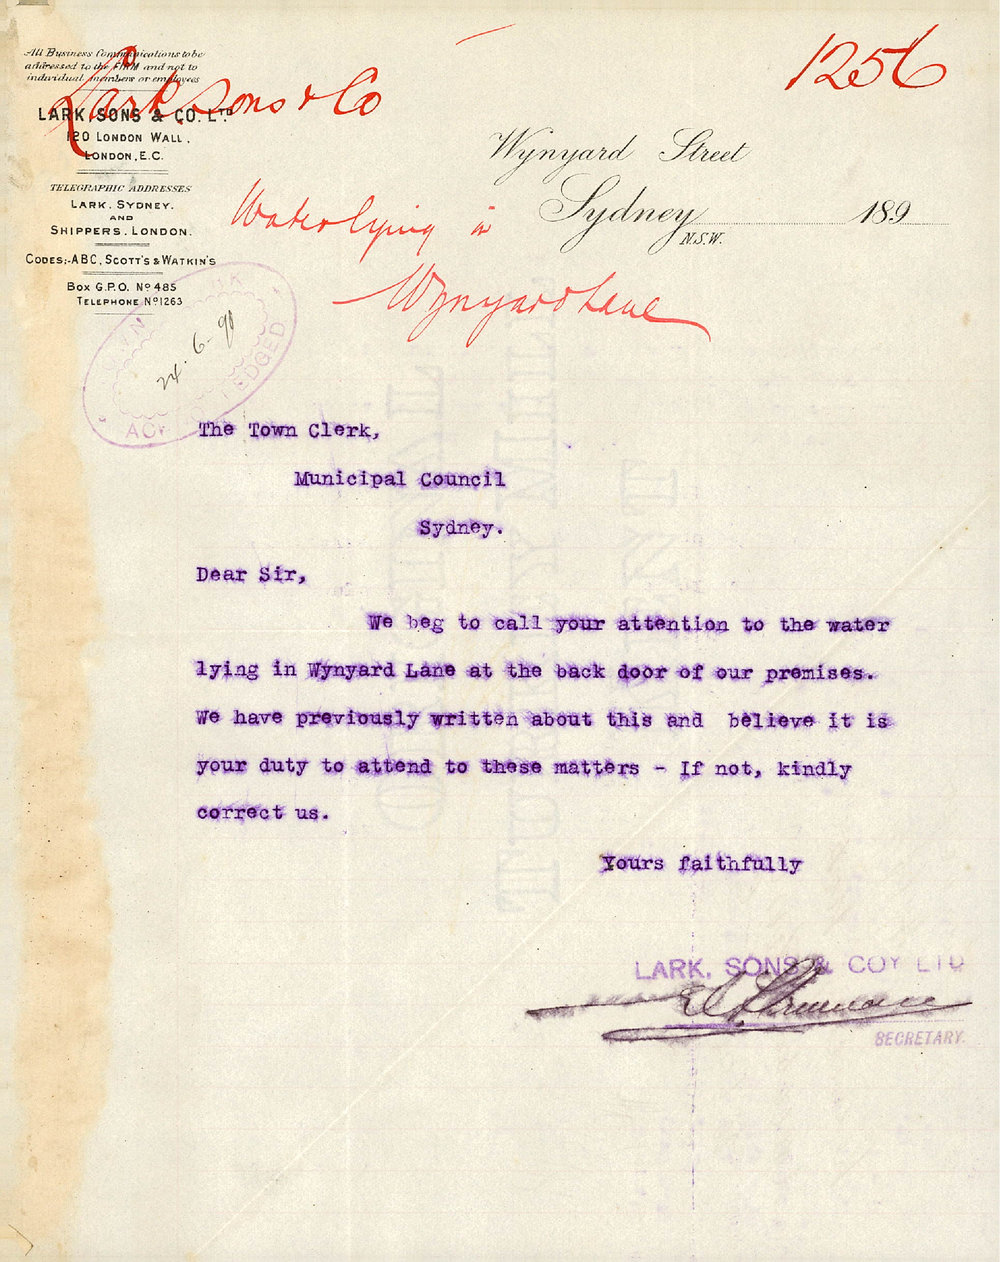 1256
Lark Sons & Co
All Business Communications to be
addressed to the FIRM and not to
individual members or employees
LARK, SONS & CO. LTD
120 LONDON WALL,
LONDON, E.C.
TELEGRAPHIC ADDRESSES
LARK, SYDNEY.
AND
SHIPPERS. LONDON.
CODES;-ABC, SCOTT'S & WATKIN'S
BOX G.P.O. No 485
TELEPHONE No 1263
Wynyard Street
Sydney 189
N.S.W.
Water lying in
Wynyard Lane
24.6.90
The Town Clerk,
Municipal Council
Sydney.
Dear Sir,
We beg to call your attention to the water
lying in Wynyard Lane at the back door of our premises.
We have previously written about this and believe it is
your duty to attend to these matters - If not, kindly
correct us.
Yours faithfully
LARK, SONS & COY LTD
SECRETARY.